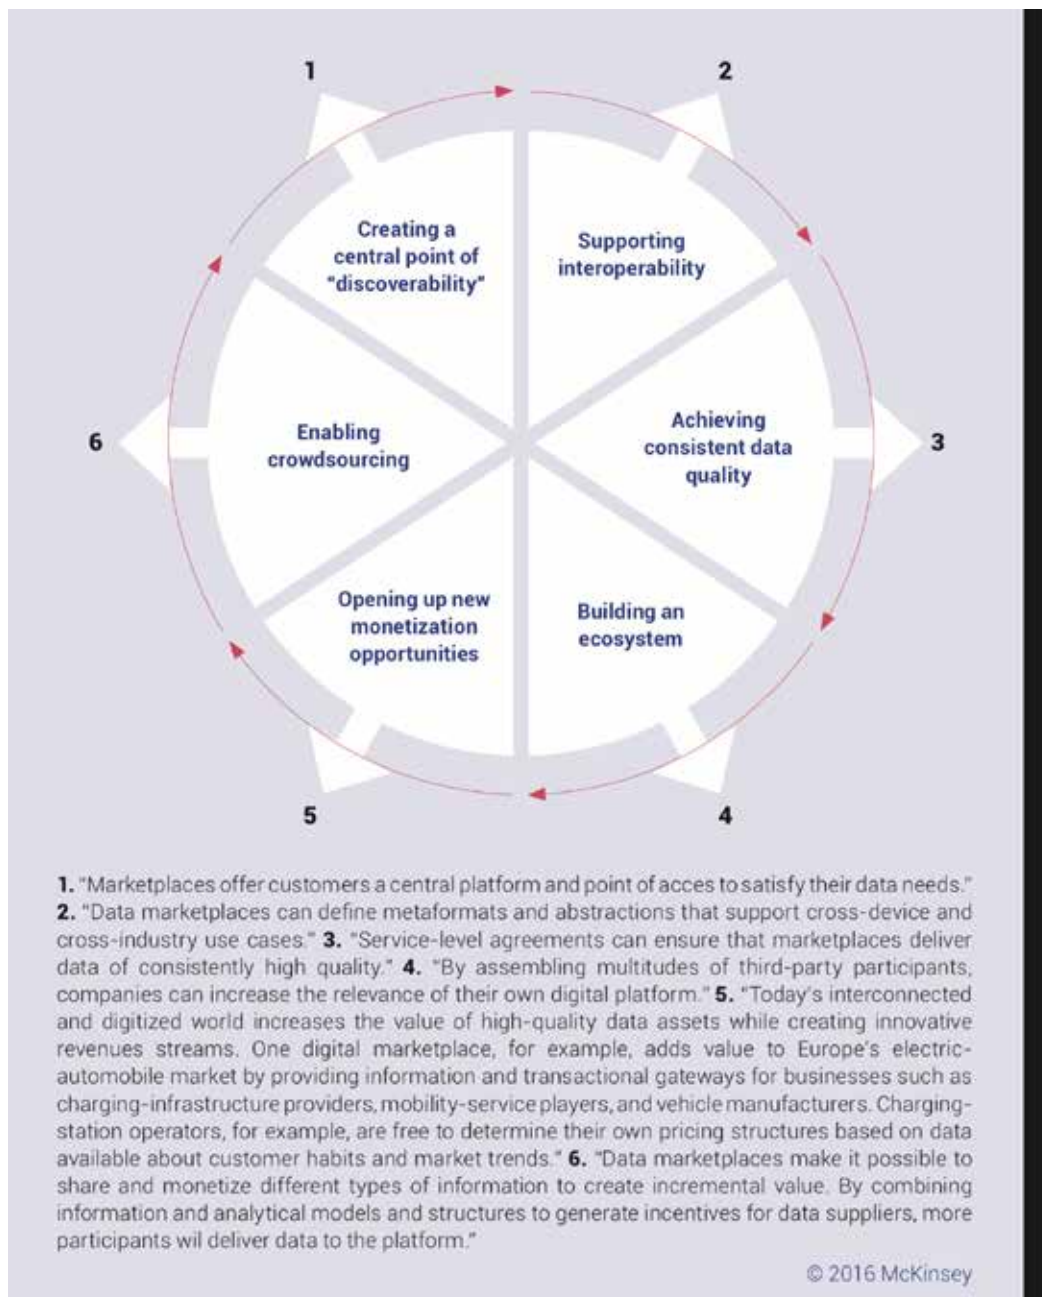 1
2
Creating a
central point of
"discoverability"
Supporting
interoperability
6
Enabling
crowdsourcing
Achieving
consistent data
quality
3
Opening up new
monetization
opportunities
Building an
ecosystem
5
4
1. "Marketplaces offer customers a central platform and point of acces to satisfy their data needs."
2. "Data marketplaces can define metaformats and abstractions that support cross-device and
cross-industry use cases." 3. "Service-level agreements can ensure that marketplaces deliver
data of consistently high quality." 4. "By assembling multitudes of third-party participants,
companies can increase the relevance of their own digital platform." 5. "Today's interconnected
and digitized world increases the value of high-quality data assets while creating innovative
revenues streams. One digital marketplace, for example, adds value to Europe's electric-
automobile market by providing information and transactional gateways for businesses such as
charging-infrastructure providers, mobility-service players, and vehicle manufacturers. Charging-
station operators, for example, are free to determine their own pricing structures based on data
available about customer habits and market trends." 6. "Data marketplaces make it possible to
share and monetize different types of information to create incremental value. By combining
information and analytical models and structures to generate incentives for data suppliers, more
participants wil deliver data to the platform."
© 2016 McKinsey